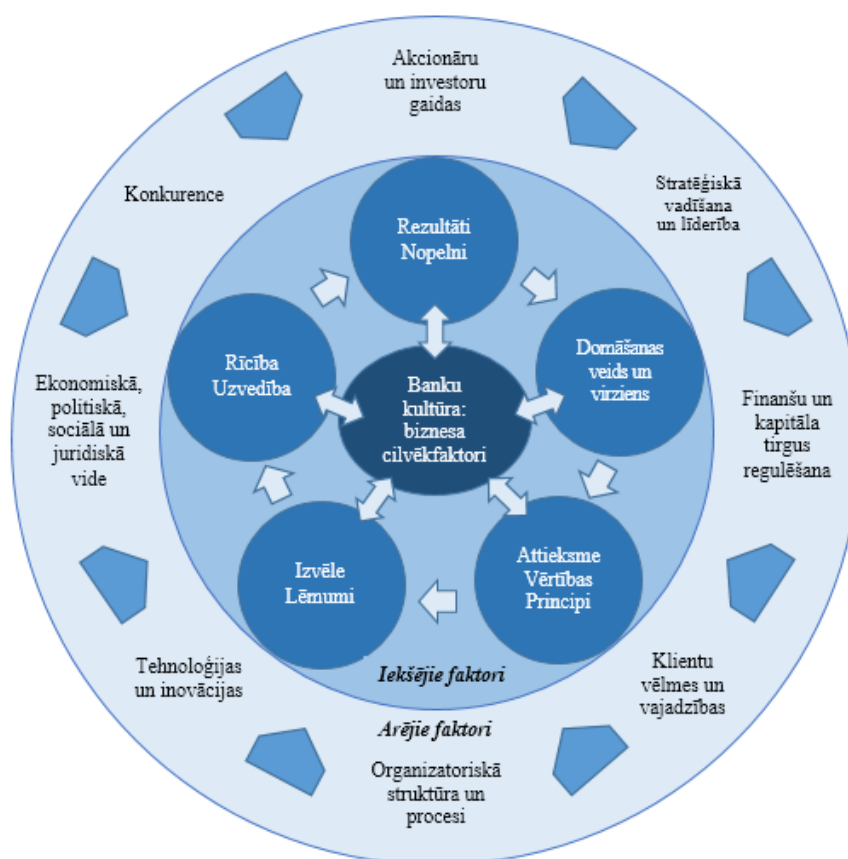 Akcionāru
un investoru
gaidas
Stratēģiskā
vadīšana
un līderība
Finanšu un
kapitāla
tirgus
regulēšana
Klientu
vēlmes un
vajadzības
Organizatoriskā
struktūra un
procesi
Tehnoloģijas
un inovācijas
Ekonomiskā,
politiskā,
sociālā un
juridiskā
vide
Konkurence
Rezultāti
Nopelni
Domāšanas
veids un
virziens
Attieksme
Vērtības
Principi
Izvēle
Lēmumi
Rīcība
Uzvedība
Banku
kultūra:
biznesa
cilvēkfaktori
Iekšējie faktori
Arējie faktori